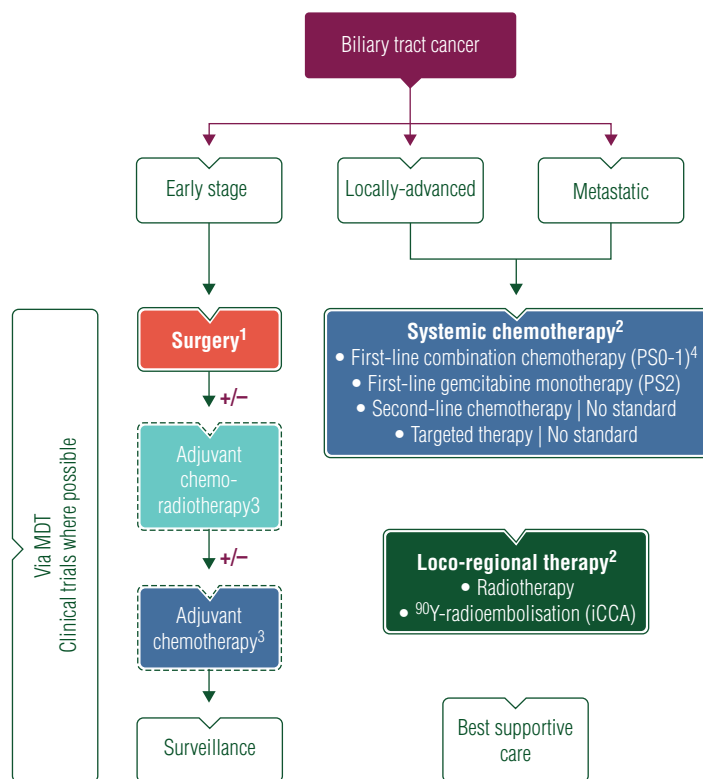 Biliary tract cancer
Early stage
Locally-advanced
Metastatic
Via MDT
Clinical trials where possible
Surgery¹
+/−
Adjuvant
chemo-
radiotherapy3
+/−
Adjuvant
chemotherapy³
Surveillance
Systemic chemotherapy²
• First-line combination chemotherapy (PS0-1)⁴
• First-line gemcitabine monotherapy (PS2)
• Second-line chemotherapy | No standard
• Targeted therapy | No standard
Loco-regional therapy²
• Radiotherapy
• ⁹⁰Y-radioembolisation (iCCA)
Best supportive
care